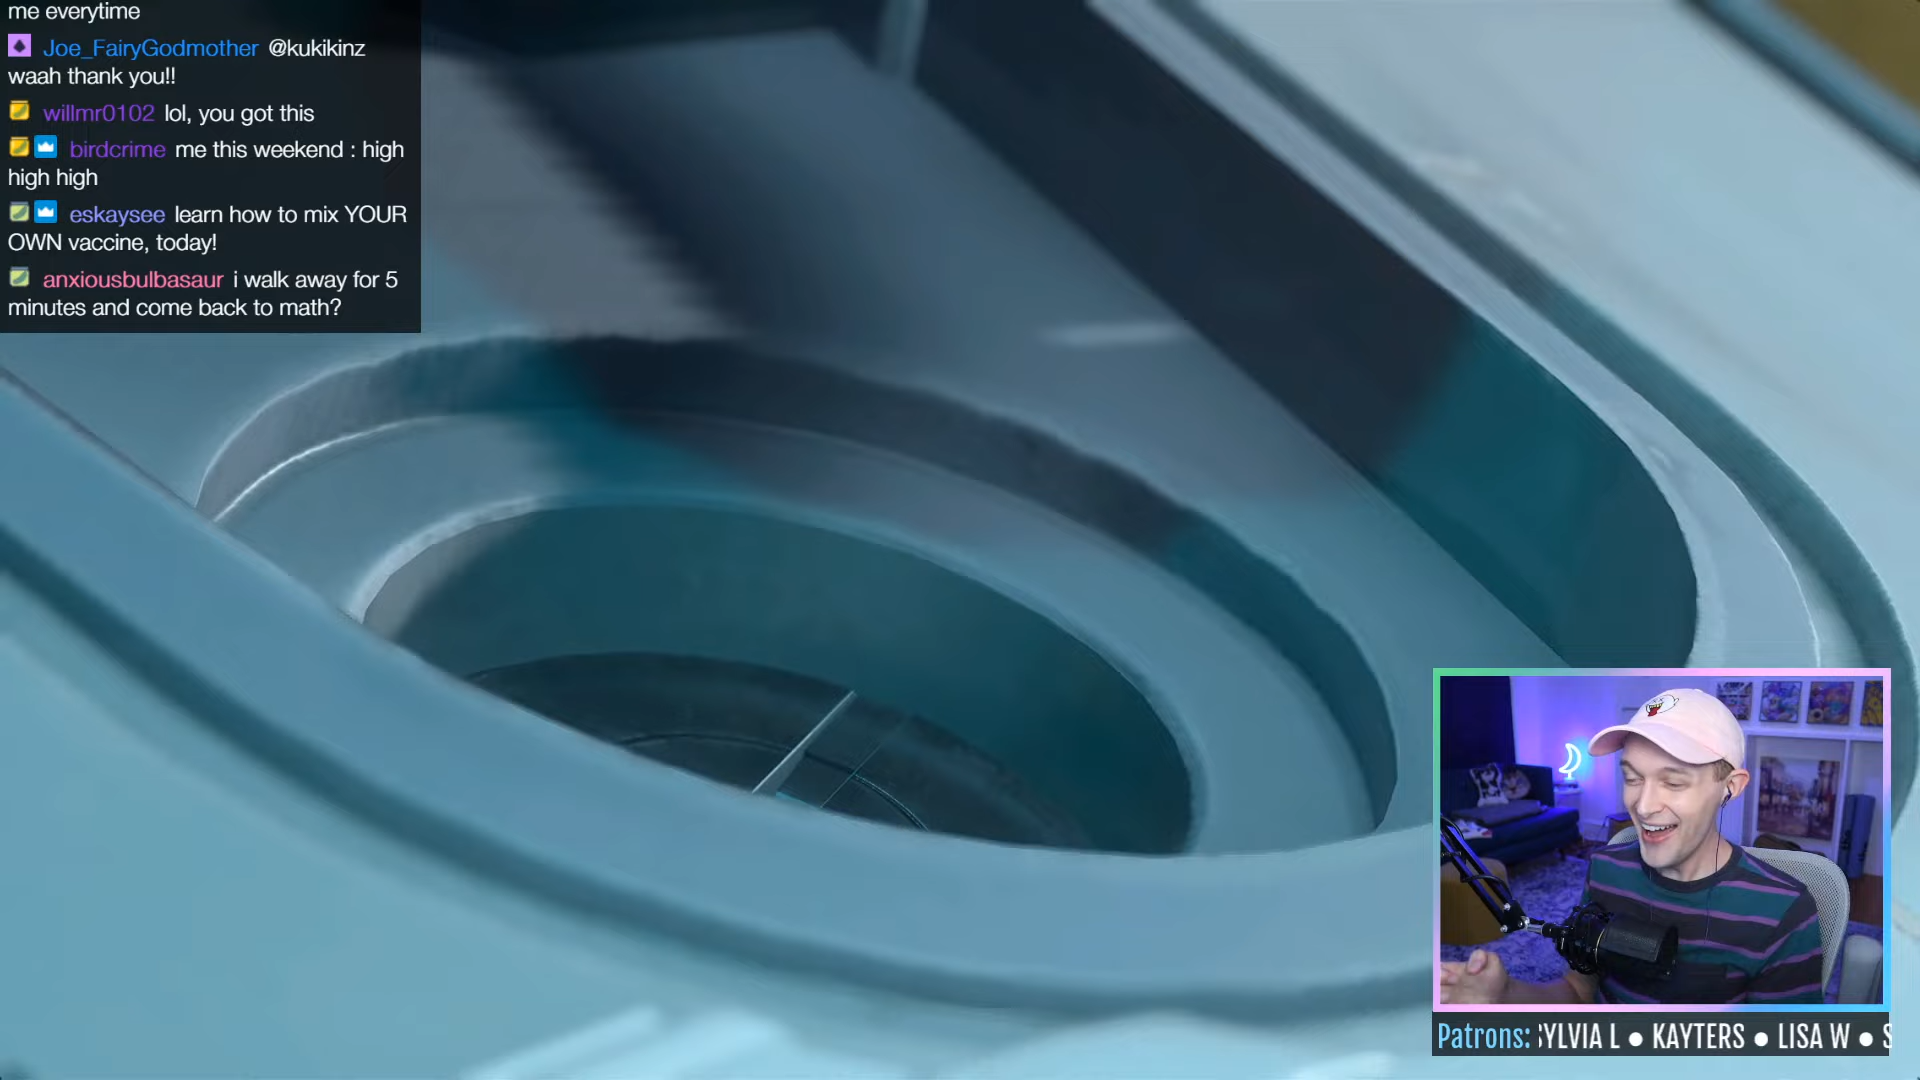 me everytime
Joe_FairyGodmother @kukikinz
waah thank you!!
willmr0102 lol, you got this
birdcrime me this weekend : high
high high
eskaysee learn how to mix YOUR
OWN vaccine, today!
anxiousbulbasaur i walk away for 5
minutes and come back to math?
Patrons: SYLVIA L ● KAYTERS ● LISA W ● S